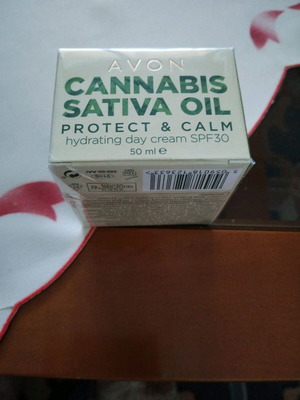 AVON
CANNABIS
SATIVA OIL
PROTECT & CALM
hydrating day cream SPF30
50 ml e